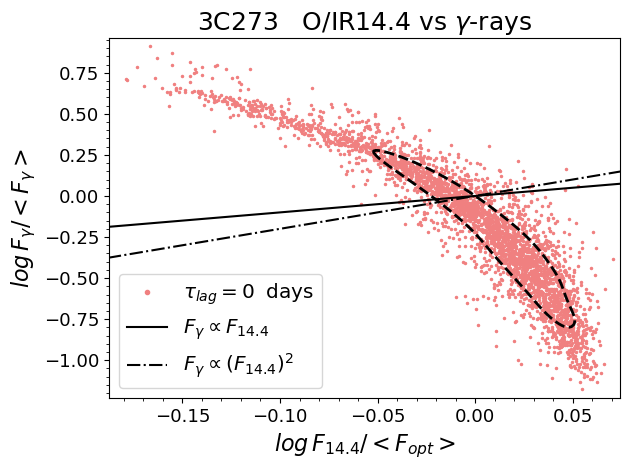 3C273 O/IR14.4 vs γ-rays
log F_γ / < F_γ >
0.75
0.50
0.25
0.00
−0.25
−0.50
−0.75
−1.00
τ_lag = 0 days
F_γ ∝ F_14.4
F_γ ∝ (F_14.4)^2
−0.15 −0.10 −0.05 0.00 0.05
log F_14.4 / < F_opt >